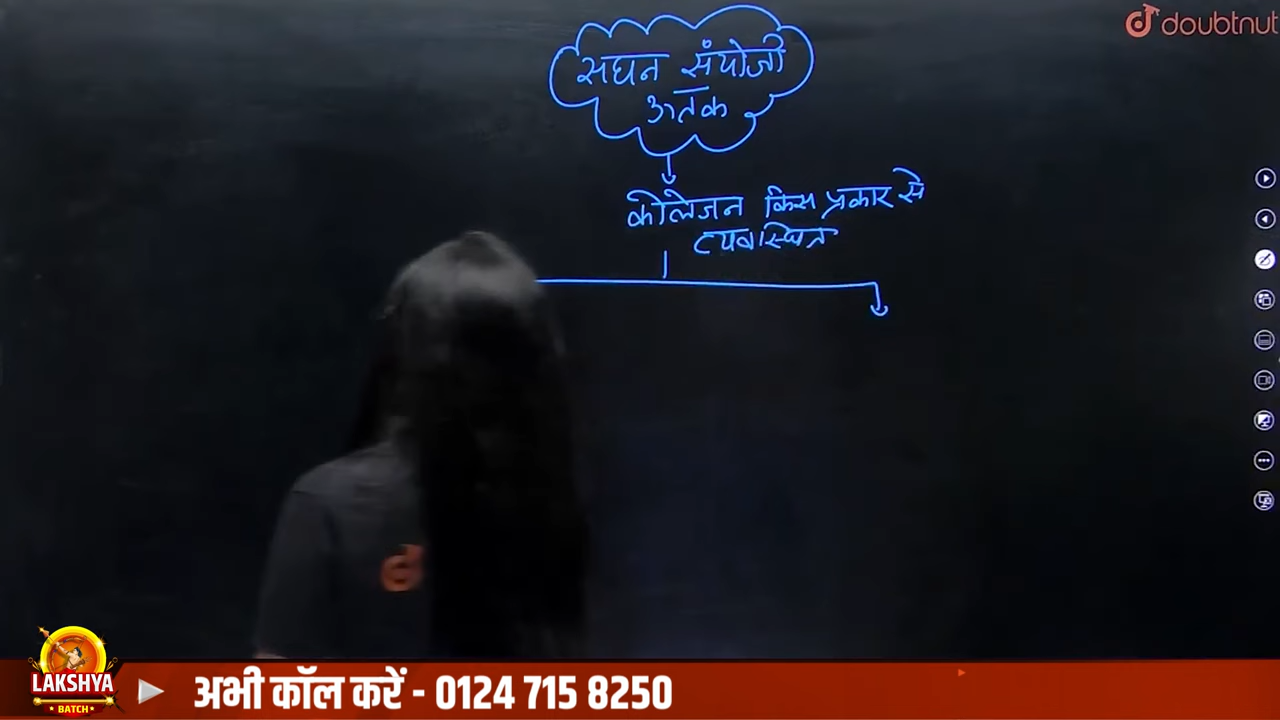 doubtnut
सघन संयोजी
ऊतक
कोलेजन किस प्रकार से
व्यवस्थित
LAKSHYA
BATCH
अभी कॉल करें - 0124 715 8250